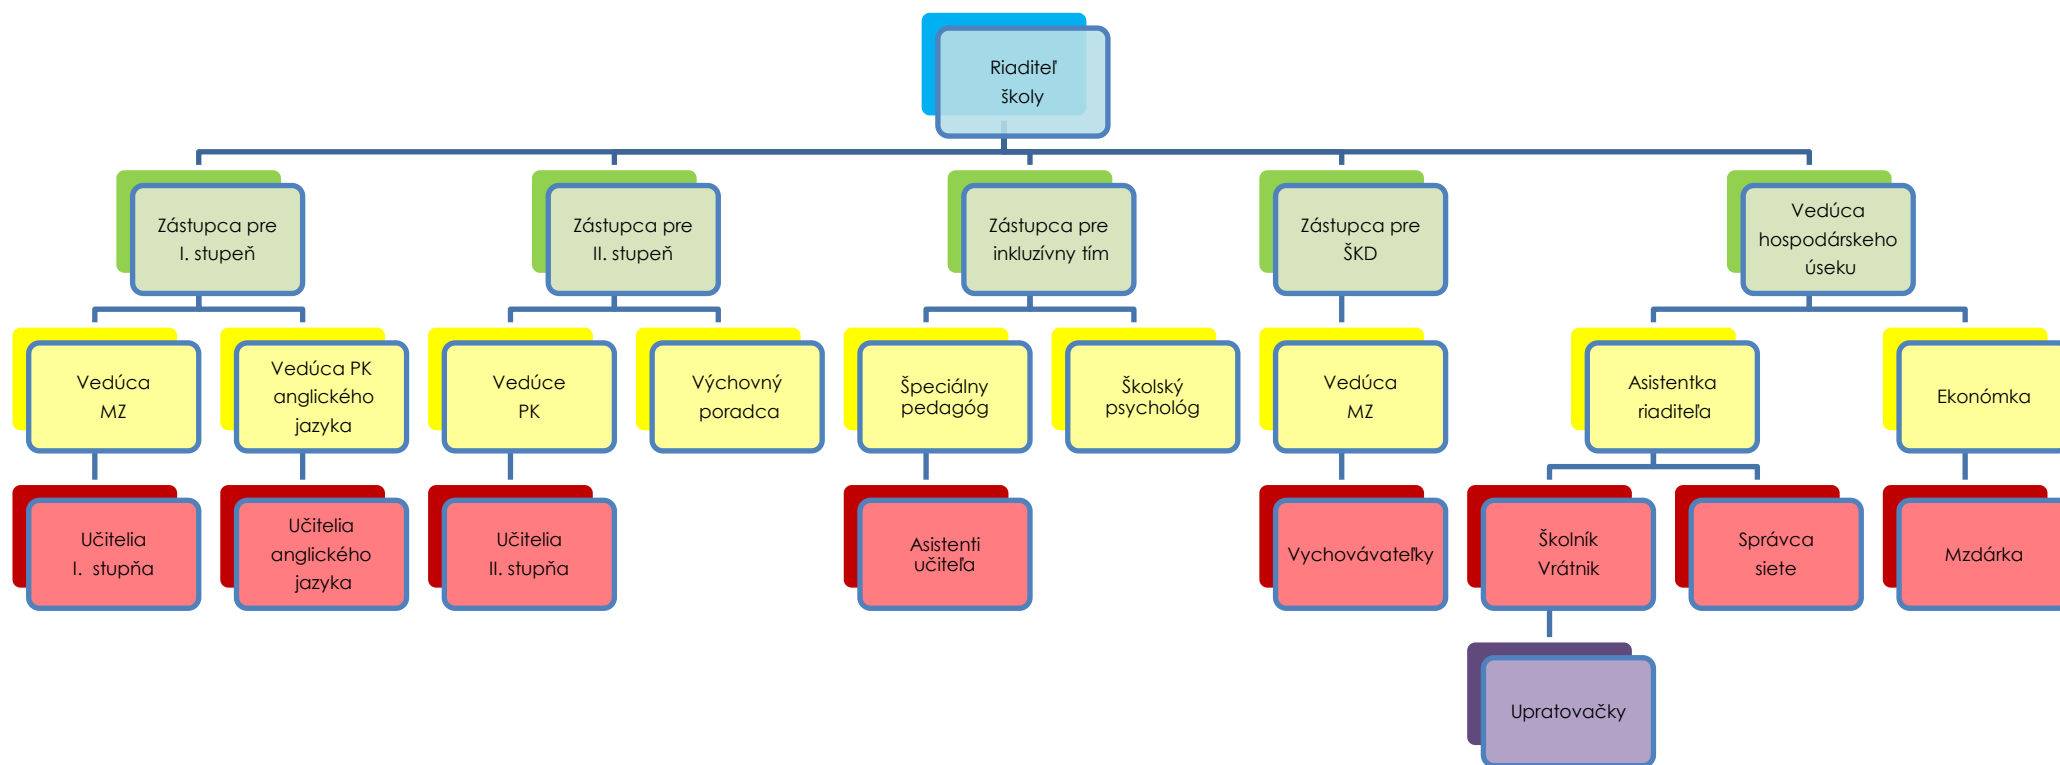 Riaditeľ
školy
Zástupca pre
I. stupeň
Zástupca pre
II. stupeň
Zástupca pre
inkluzívny tím
Zástupca pre
ŠKD
Vedúca
hospodárskeho
úseku
Vedúca
MZ
Vedúca PK
anglického
jazyka
Vedúce
PK
Výchovný
poradca
Špeciálny
pedagóg
Školský
psychológ
Vedúca
MZ
Asistentka
riaditeľa
Ekonómka
Učitelia
I. stupňa
Učitelia
anglického
jazyka
Učitelia
II. stupňa
Asistenti
učiteľa
Vychovávateľky
Školník
Vrátnik
Správca
siete
Mzdárka
Upratovačky